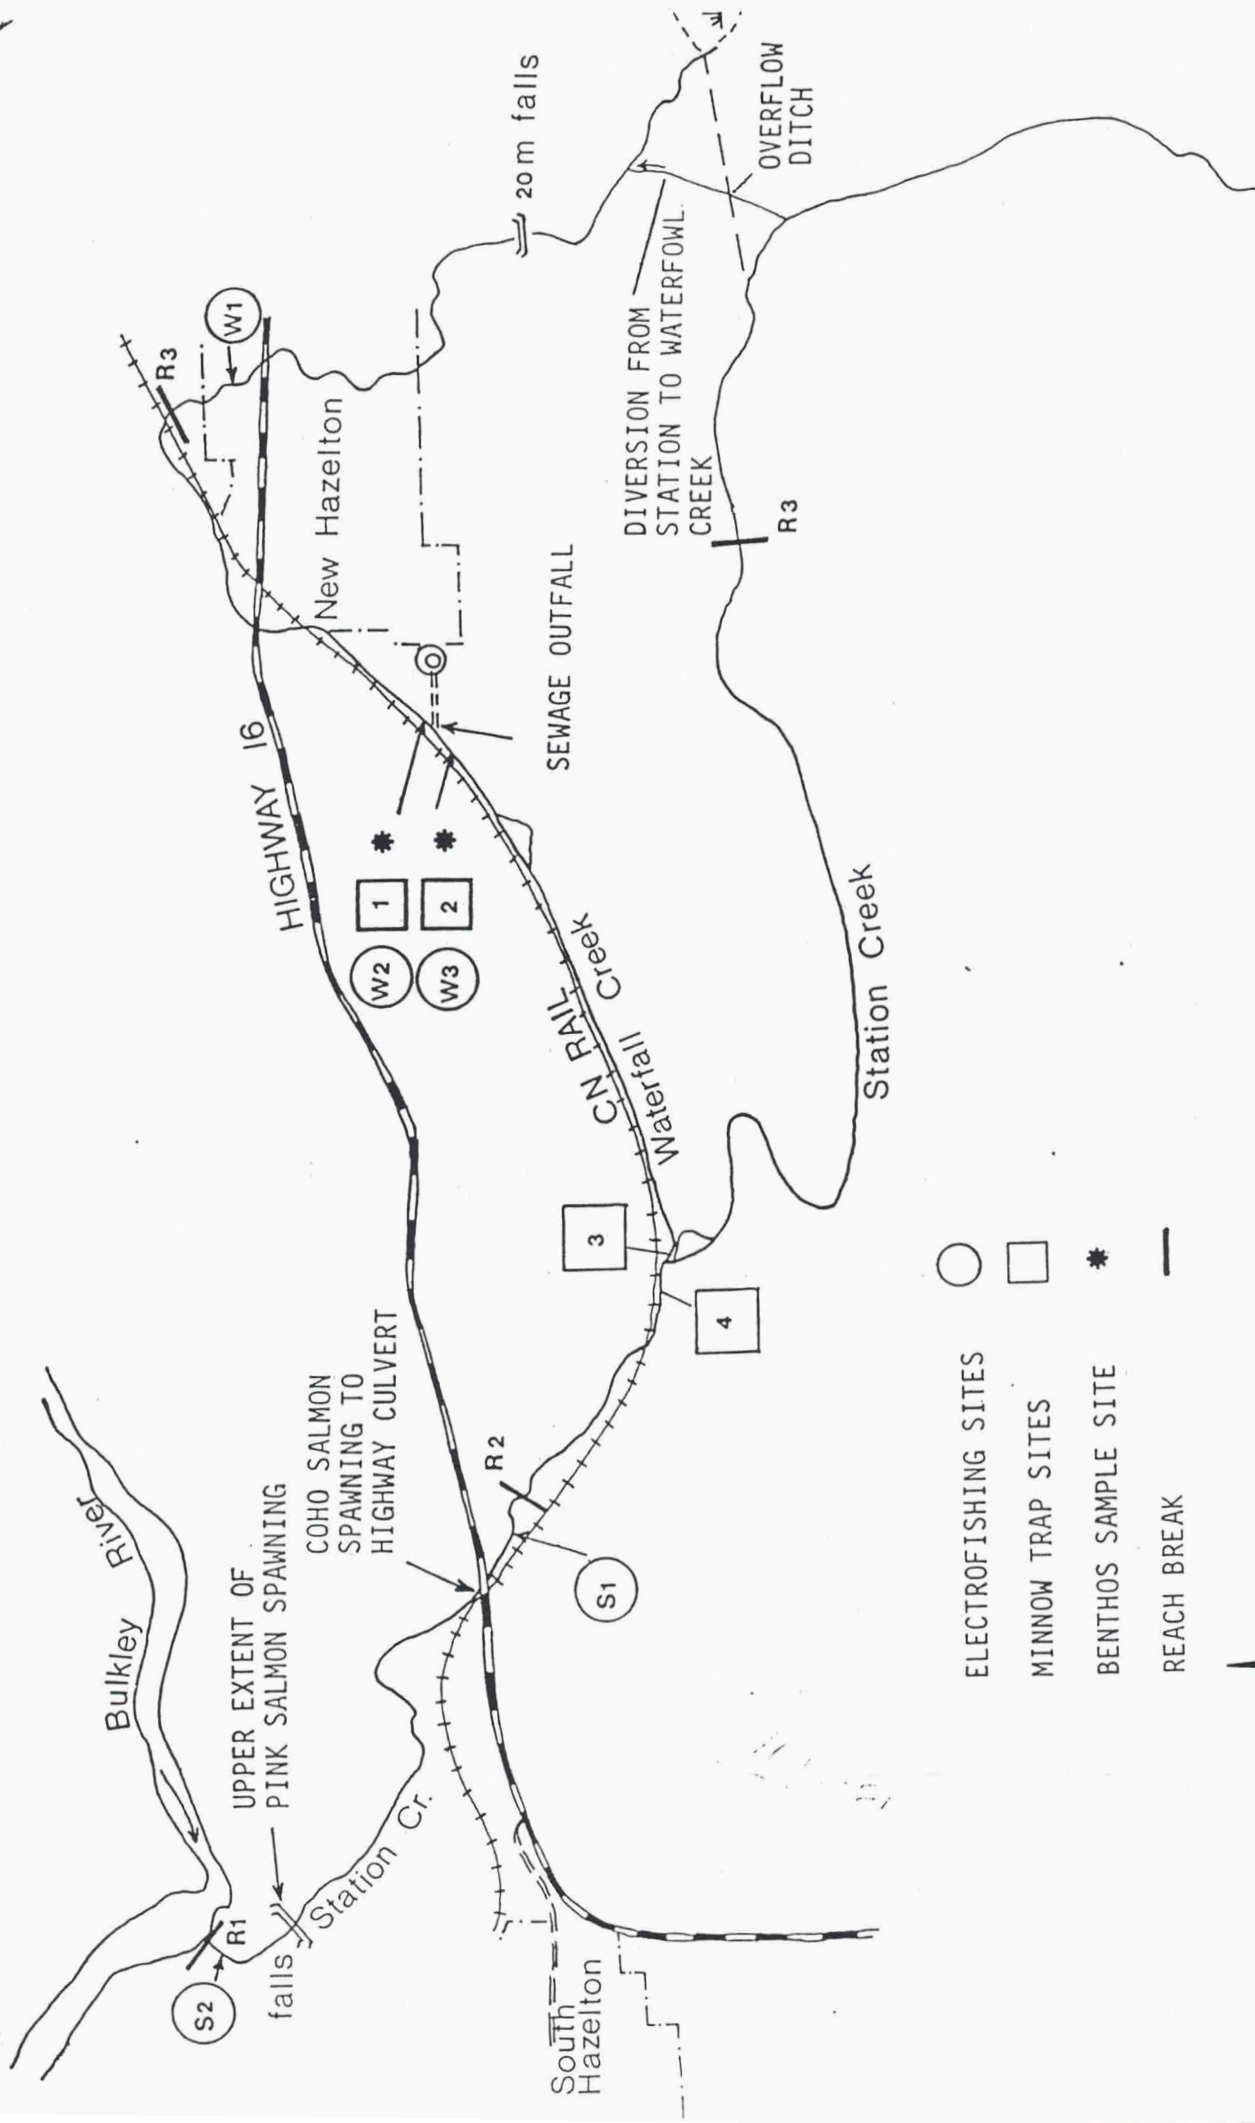 Bulkley River
UPPER EXTENT OF
PINK SALMON SPAWNING
COHO SALMON
SPAWNING TO
HIGHWAY CULVERT
HIGHWAY 16
W1
R3
New Hazelton
20m falls
W2
1
W3
2
SEWAGE OUTFALL
DIVERSION FROM
STATION TO WATERFOWL
CREEK
OVERFLOW
DITCH
R3
CN RAIL
Waterfall Creek
Station Creek
3
4
R2
S1
S2
R1
falls
Station Cr.
South
Hazelton
ELECTROFISHING SITES
MINNOW TRAP SITES
BENTHOS SAMPLE SITE
REACH BREAK